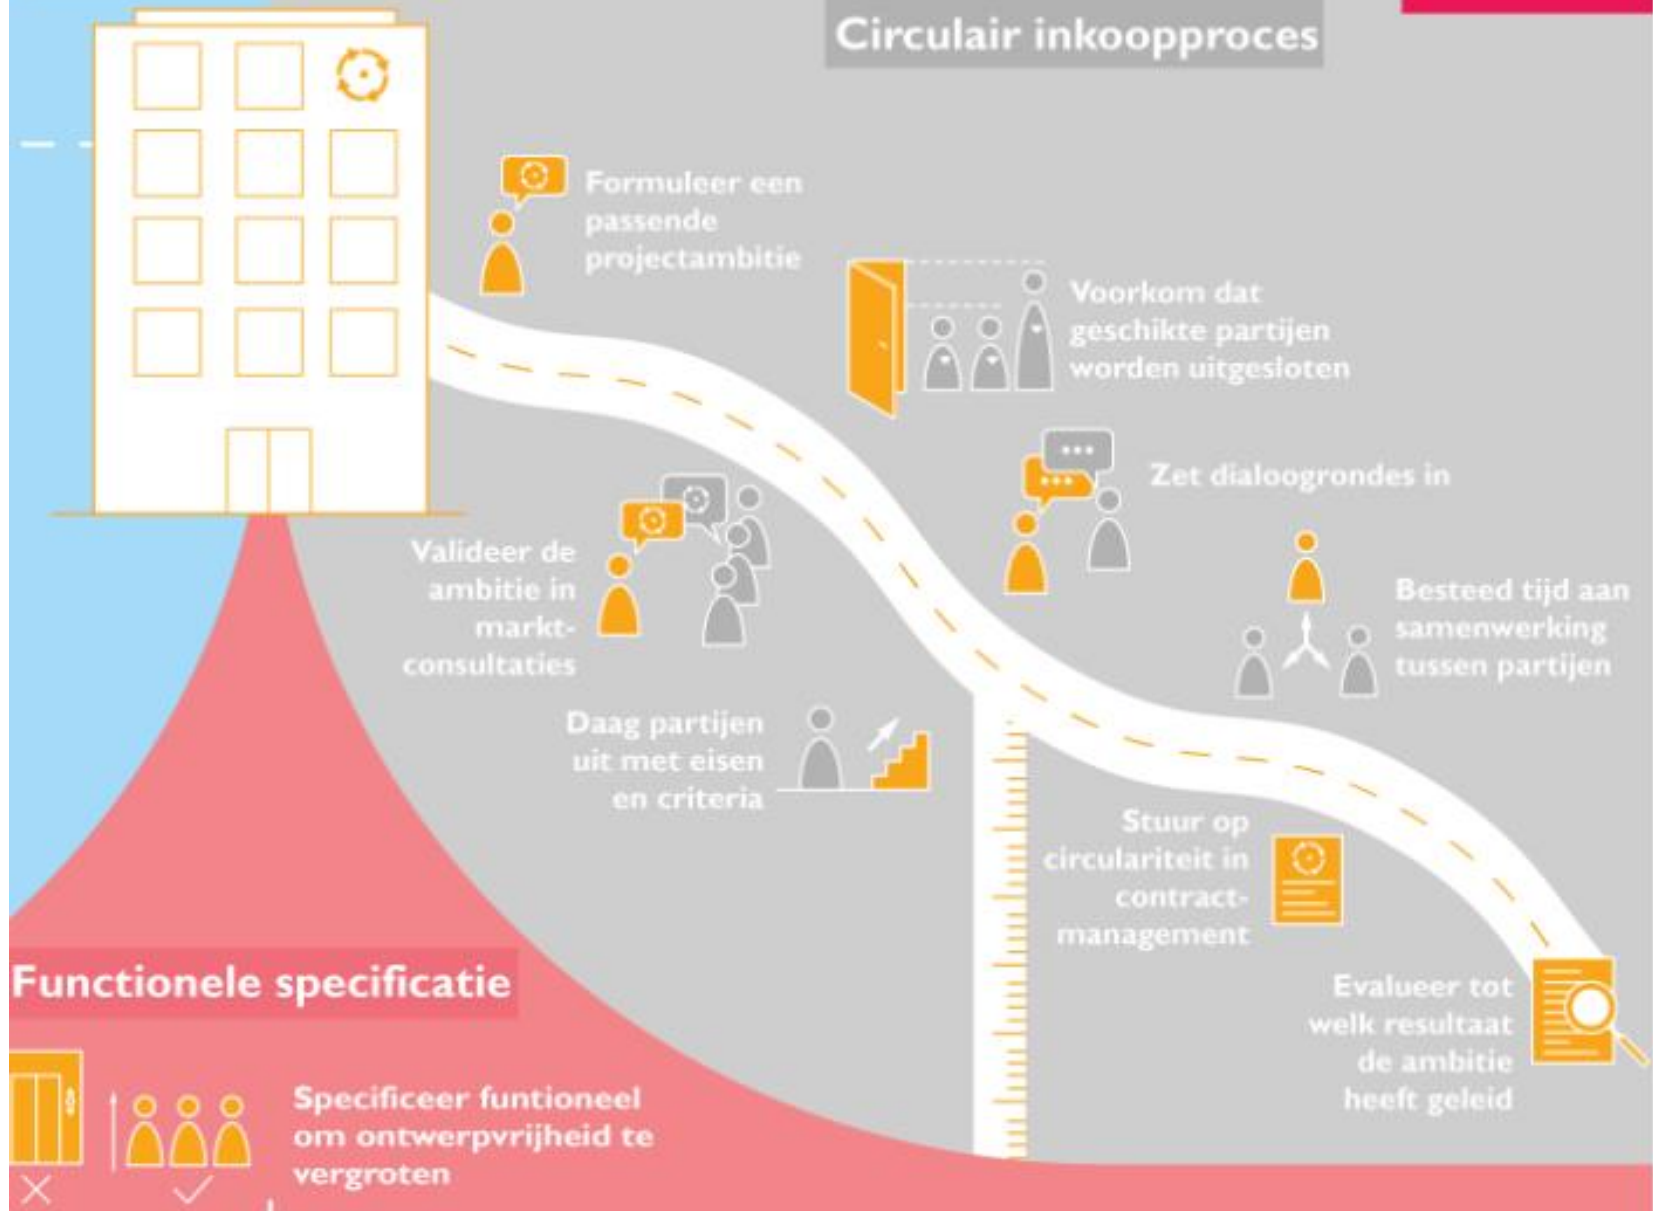 Circulair inkoopproces
Formuleer een
passende
projectambitie
Voorkom dat
geschikte partijen
worden uitgesloten
Valideer de
ambitie in
markt-
consultaties
Zet dialoogrondes in
Besteed tijd aan
samenwerking
tussen partijen
Daag partijen
uit met eisen
en criteria
Stuur op
circulariteit in
contract-
management
Evalueer tot
welk resultaat
de ambitie
heeft geleid
Functionele specificatie
Specificeer funtioneel
om ontwerpvrijheid te
vergroten